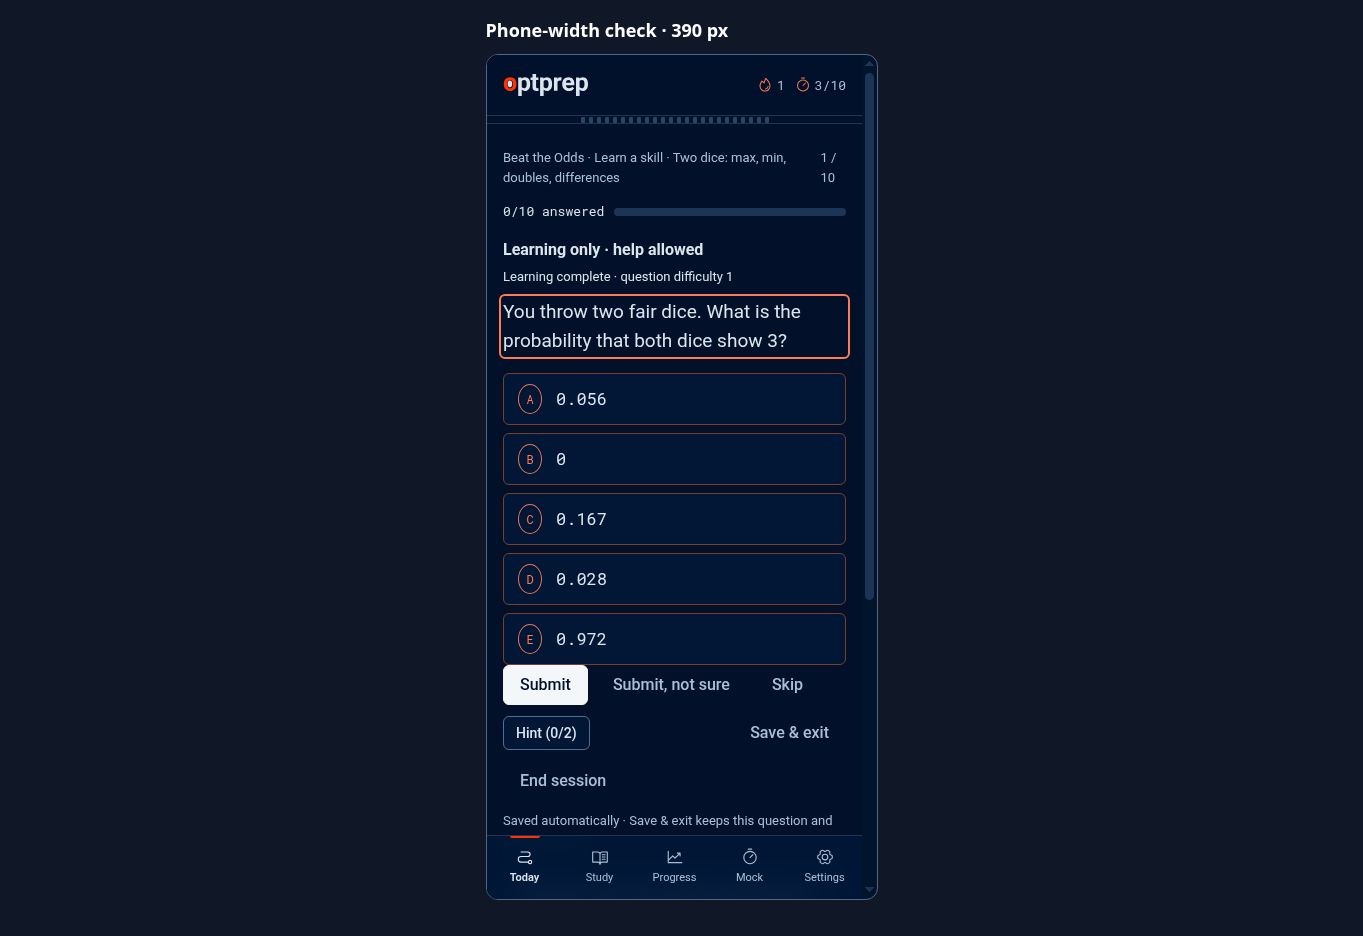 Phone-width check · 390 px
optprep
1
3/10
Beat the Odds · Learn a skill · Two dice: max, min,
doubles, differences
1 /
10
0/10 answered
Learning only · help allowed
Learning complete · question difficulty 1
You throw two fair dice. What is the
probability that both dice show 3?
A 0.056
B 0
C 0.167
D 0.028
E 0.972
Submit Submit, not sure Skip
Hint (0/2) Save & exit
End session
Saved automatically · Save & exit keeps this question and
Today Study Progress Mock Settings